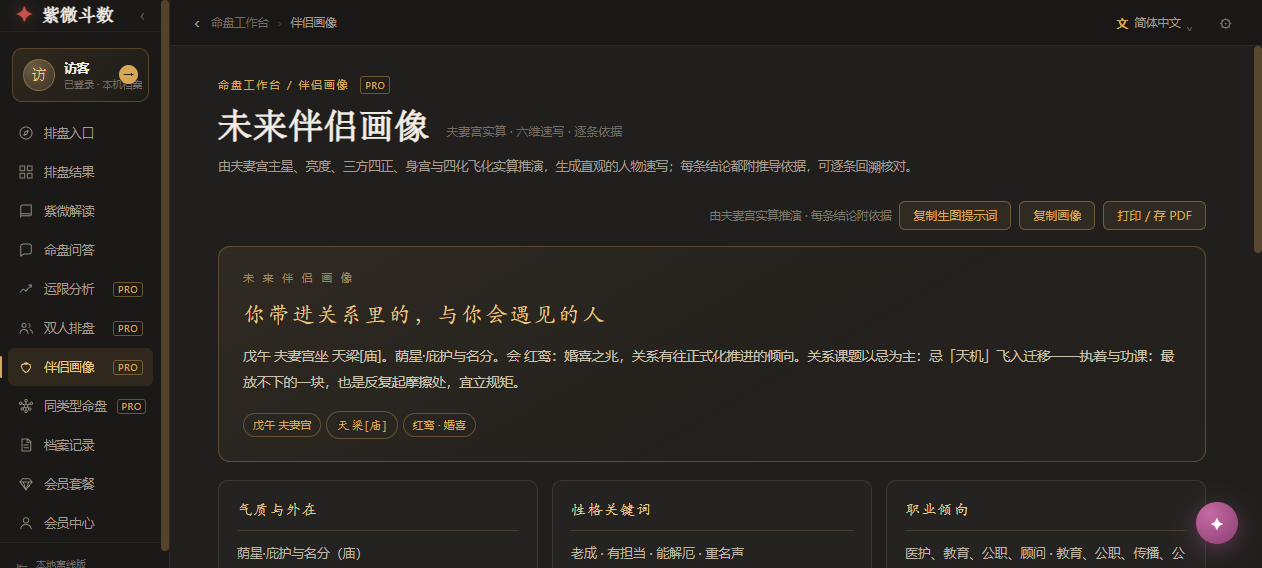 紫微斗数
访
访客
已登录 · 本机档案
排盘入口
排盘结果
紫微解读
命盘问答
运限分析 PRO
双人排盘 PRO
伴侣画像 PRO
同类型命盘 PRO
档案记录
会员套餐
会员中心
本地离线版
命盘工作台 › 伴侣画像
文 简体中文
命盘工作台 / 伴侣画像 PRO
未来伴侣画像 夫妻宫实算 · 六维速写 · 逐条依据
由夫妻宫主星、亮度、三方四正、身宫与四化飞化实算推演，生成直观的人物速写；每条结论都附推导依据，可逐条回溯核对。
由夫妻宫实算推演 · 每条结论附依据 复制生图提示词 复制画像 打印 / 存 PDF
未来伴侣画像
你带进关系里的，与你会遇见的人
戊午 夫妻宫坐 天梁[庙]。荫星·庇护与名分。会 红鸾：婚喜之兆，关系有往正式化推进的倾向。关系课题以忌为主：忌「天机」飞入迁移——执着与功课：最
放不下的一块，也是反复起摩擦处，宜立规矩。
戊午 夫妻宫 天梁[庙] 红鸾 · 婚喜
气质与外在
荫星·庇护与名分（庙）
性格关键词
老成 · 有担当 · 能解厄 · 重名声
职业倾向
医护、教育、公职、顾问 · 教育、公职、传播、公